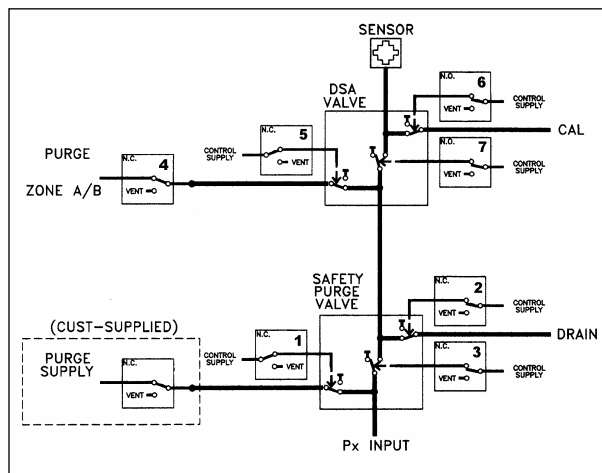 SENSOR
DSA
VALVE
N.O.
6
VENT
CONTROL
SUPPLY
CAL
N.C.
5
CONTROL
SUPPLY
VENT
N.O.
7
VENT
CONTROL
SUPPLY
PURGE
ZONE A/B
N.C.
4
VENT
SAFETY
PURGE
VALVE
N.C.
2
VENT
CONTROL
SUPPLY
DRAIN
(CUST-SUPPLIED)
PURGE
SUPPLY
N.C.
VENT
N.C.
1
CONTROL
SUPPLY
VENT
N.C.
3
VENT
CONTROL
SUPPLY
Px INPUT